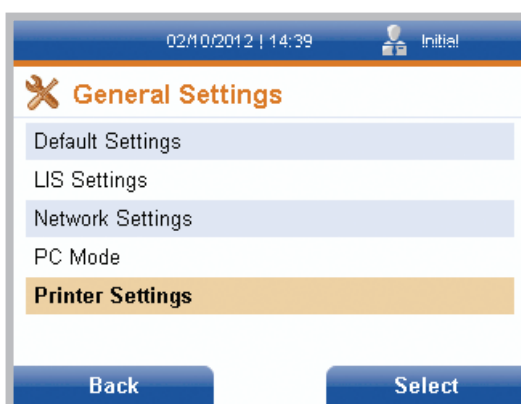 02/10/2012 | 14:39 Initial
General Settings
Default Settings
LIS Settings
Network Settings
PC Mode
Printer Settings
Back Select